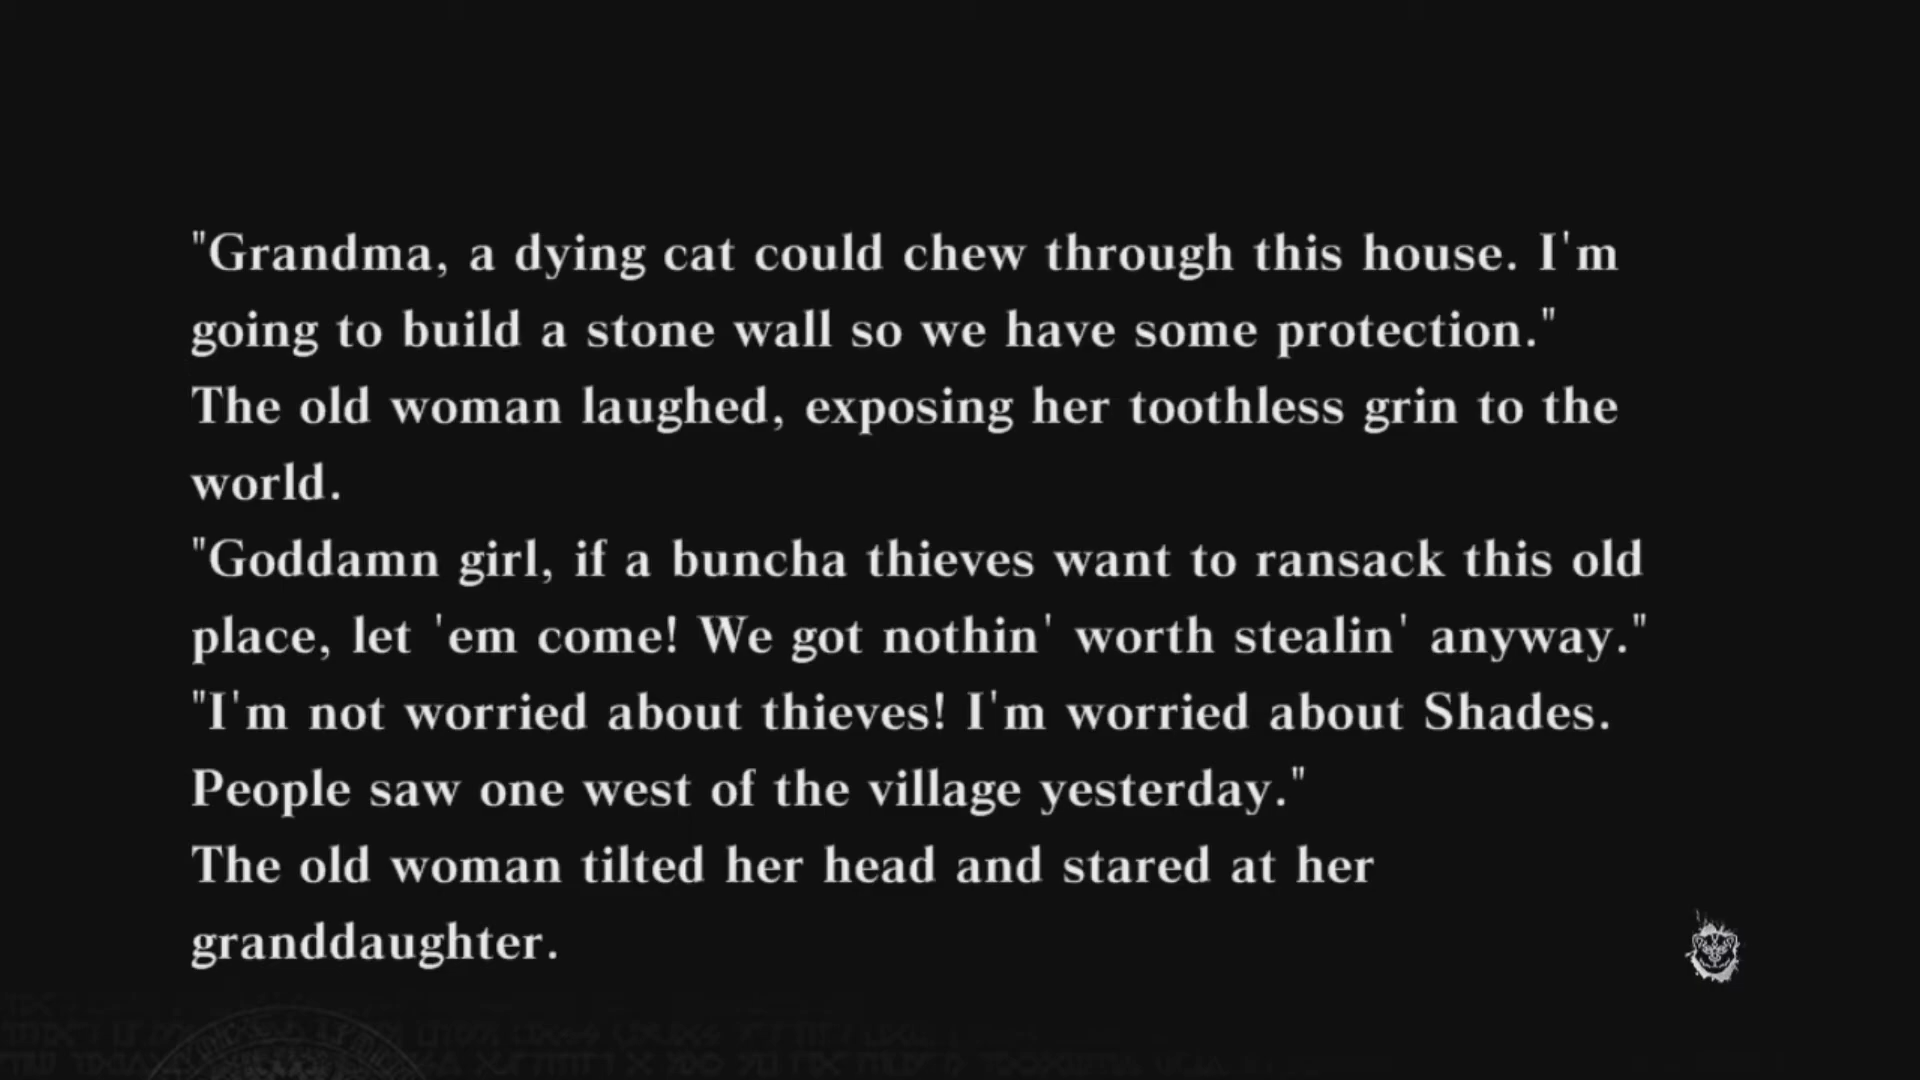 "Grandma, a dying cat could chew through this house. I'm
going to build a stone wall so we have some protection."
The old woman laughed, exposing her toothless grin to the
world.
"Goddamn girl, if a buncha thieves want to ransack this old
place, let 'em come! We got nothin' worth stealin' anyway."
"I'm not worried about thieves! I'm worried about Shades.
People saw one west of the village yesterday."
The old woman tilted her head and stared at her
granddaughter.